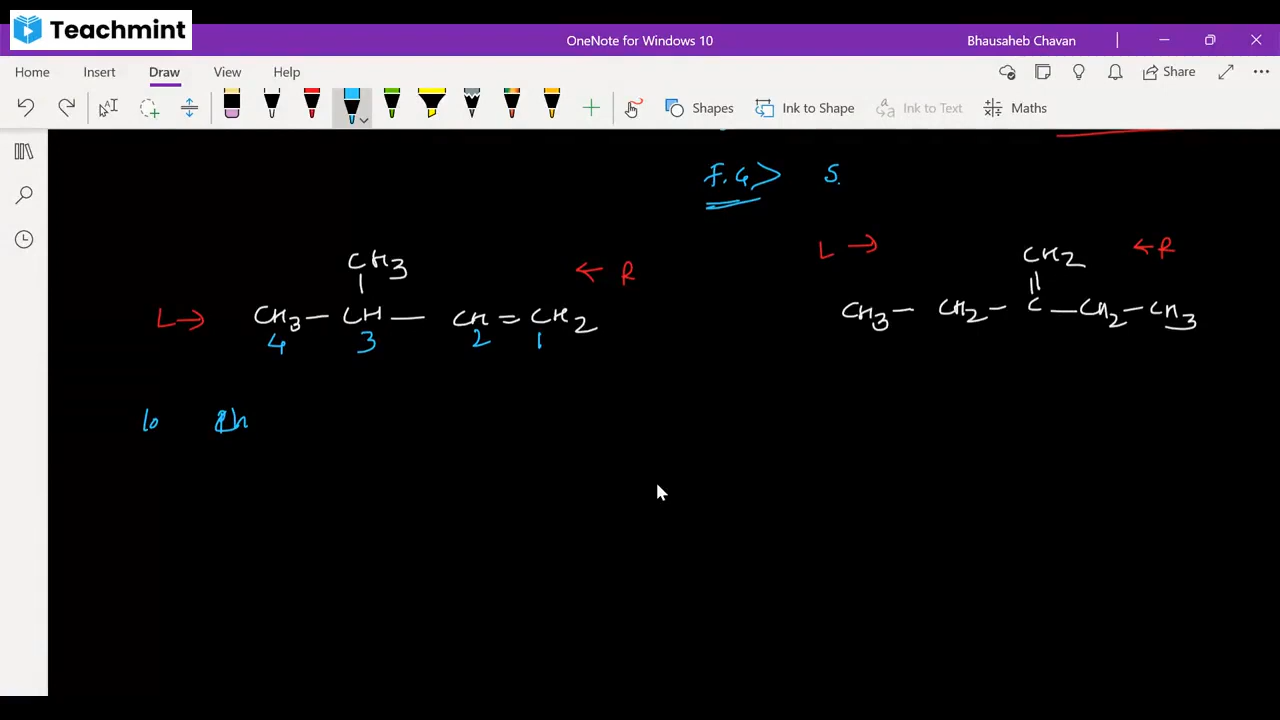 Teachmint
OneNote for Windows 10
Bhausaheb Chavan
Home Insert Draw View Help
Share
Shapes Ink to Shape Ink to Text Maths
F.G > S.
CH3
← R
L → CH3 — CH — CH = CH2
4 3 2 1
L → CH2 ← R
CH3 — CH2 — C — CH2 — CH3